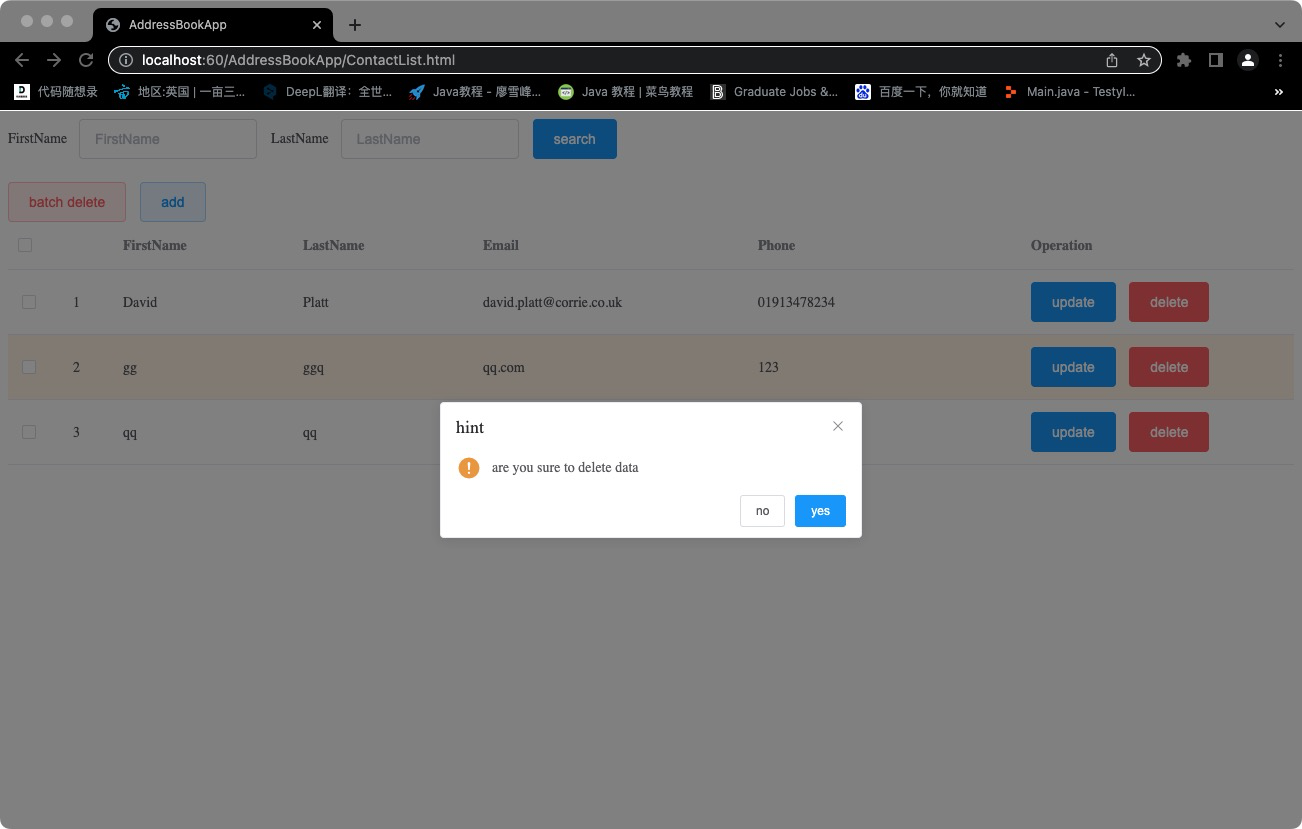 AddressBookApp
localhost:60/AddressBookApp/ContactList.html
代码随想录 地区:英国 | 一亩三... DeepL翻译：全世... Java教程 - 廖雪峰... Java 教程 | 菜鸟教程 Graduate Jobs &... 百度一下，你就知道 Main.java - TestyI... »
FirstName FirstName LastName LastName search
batch delete add
FirstName LastName Email Phone Operation
1 David Platt david.platt@corrie.co.uk 01913478234 update delete
2 gg ggq qq.com 123 update delete
3 qq qq update delete
hint
are you sure to delete data
no yes